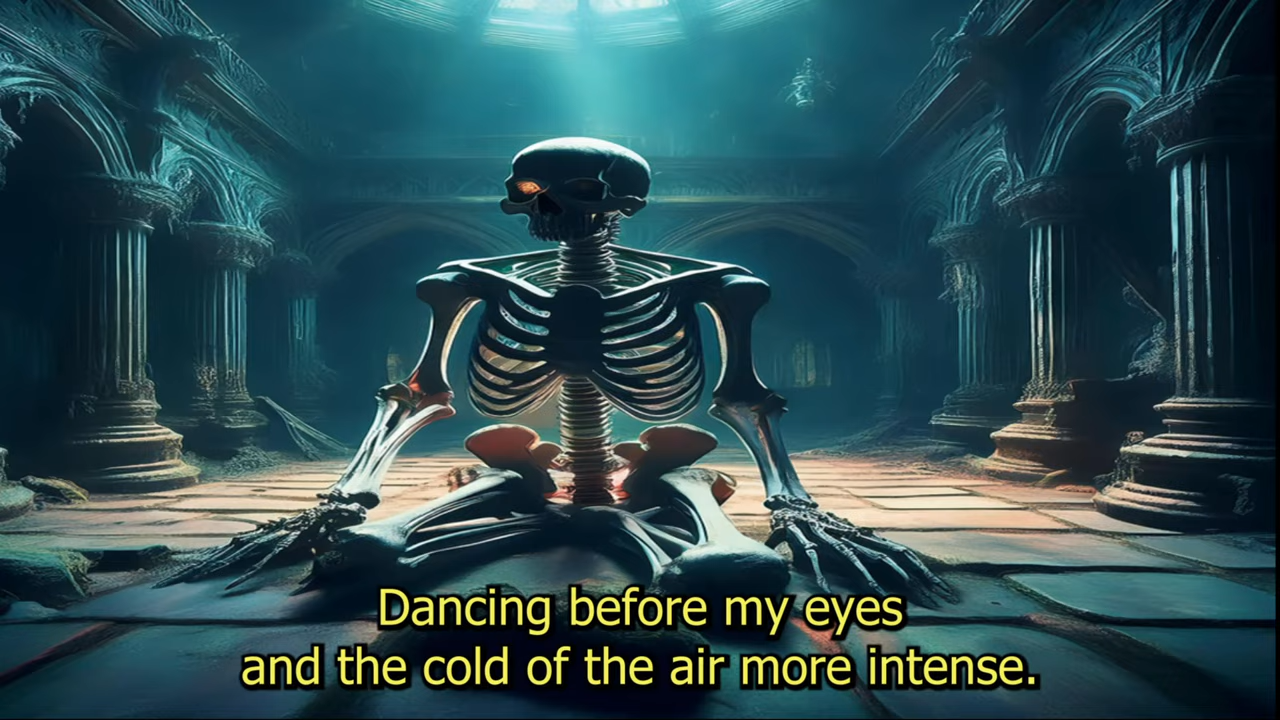 Dancing before my eyes
and the cold of the air more intense.